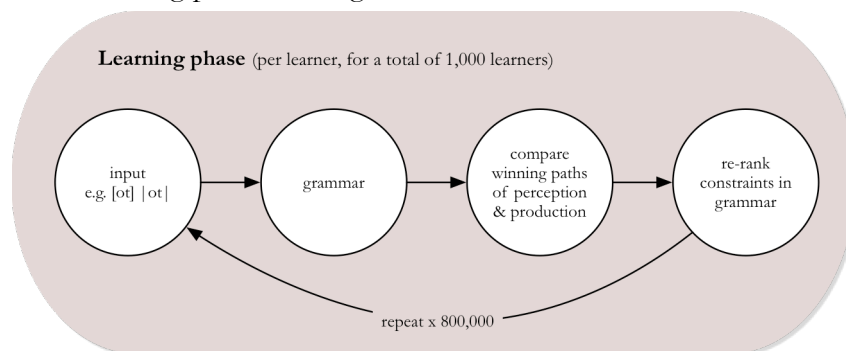 Learning phase (per learner, for a total of 1,000 learners)
input
e.g. [ot] |ot|
grammar
compare
winning paths
of perception
& production
re-rank
constraints in
grammar
repeat x 800,000